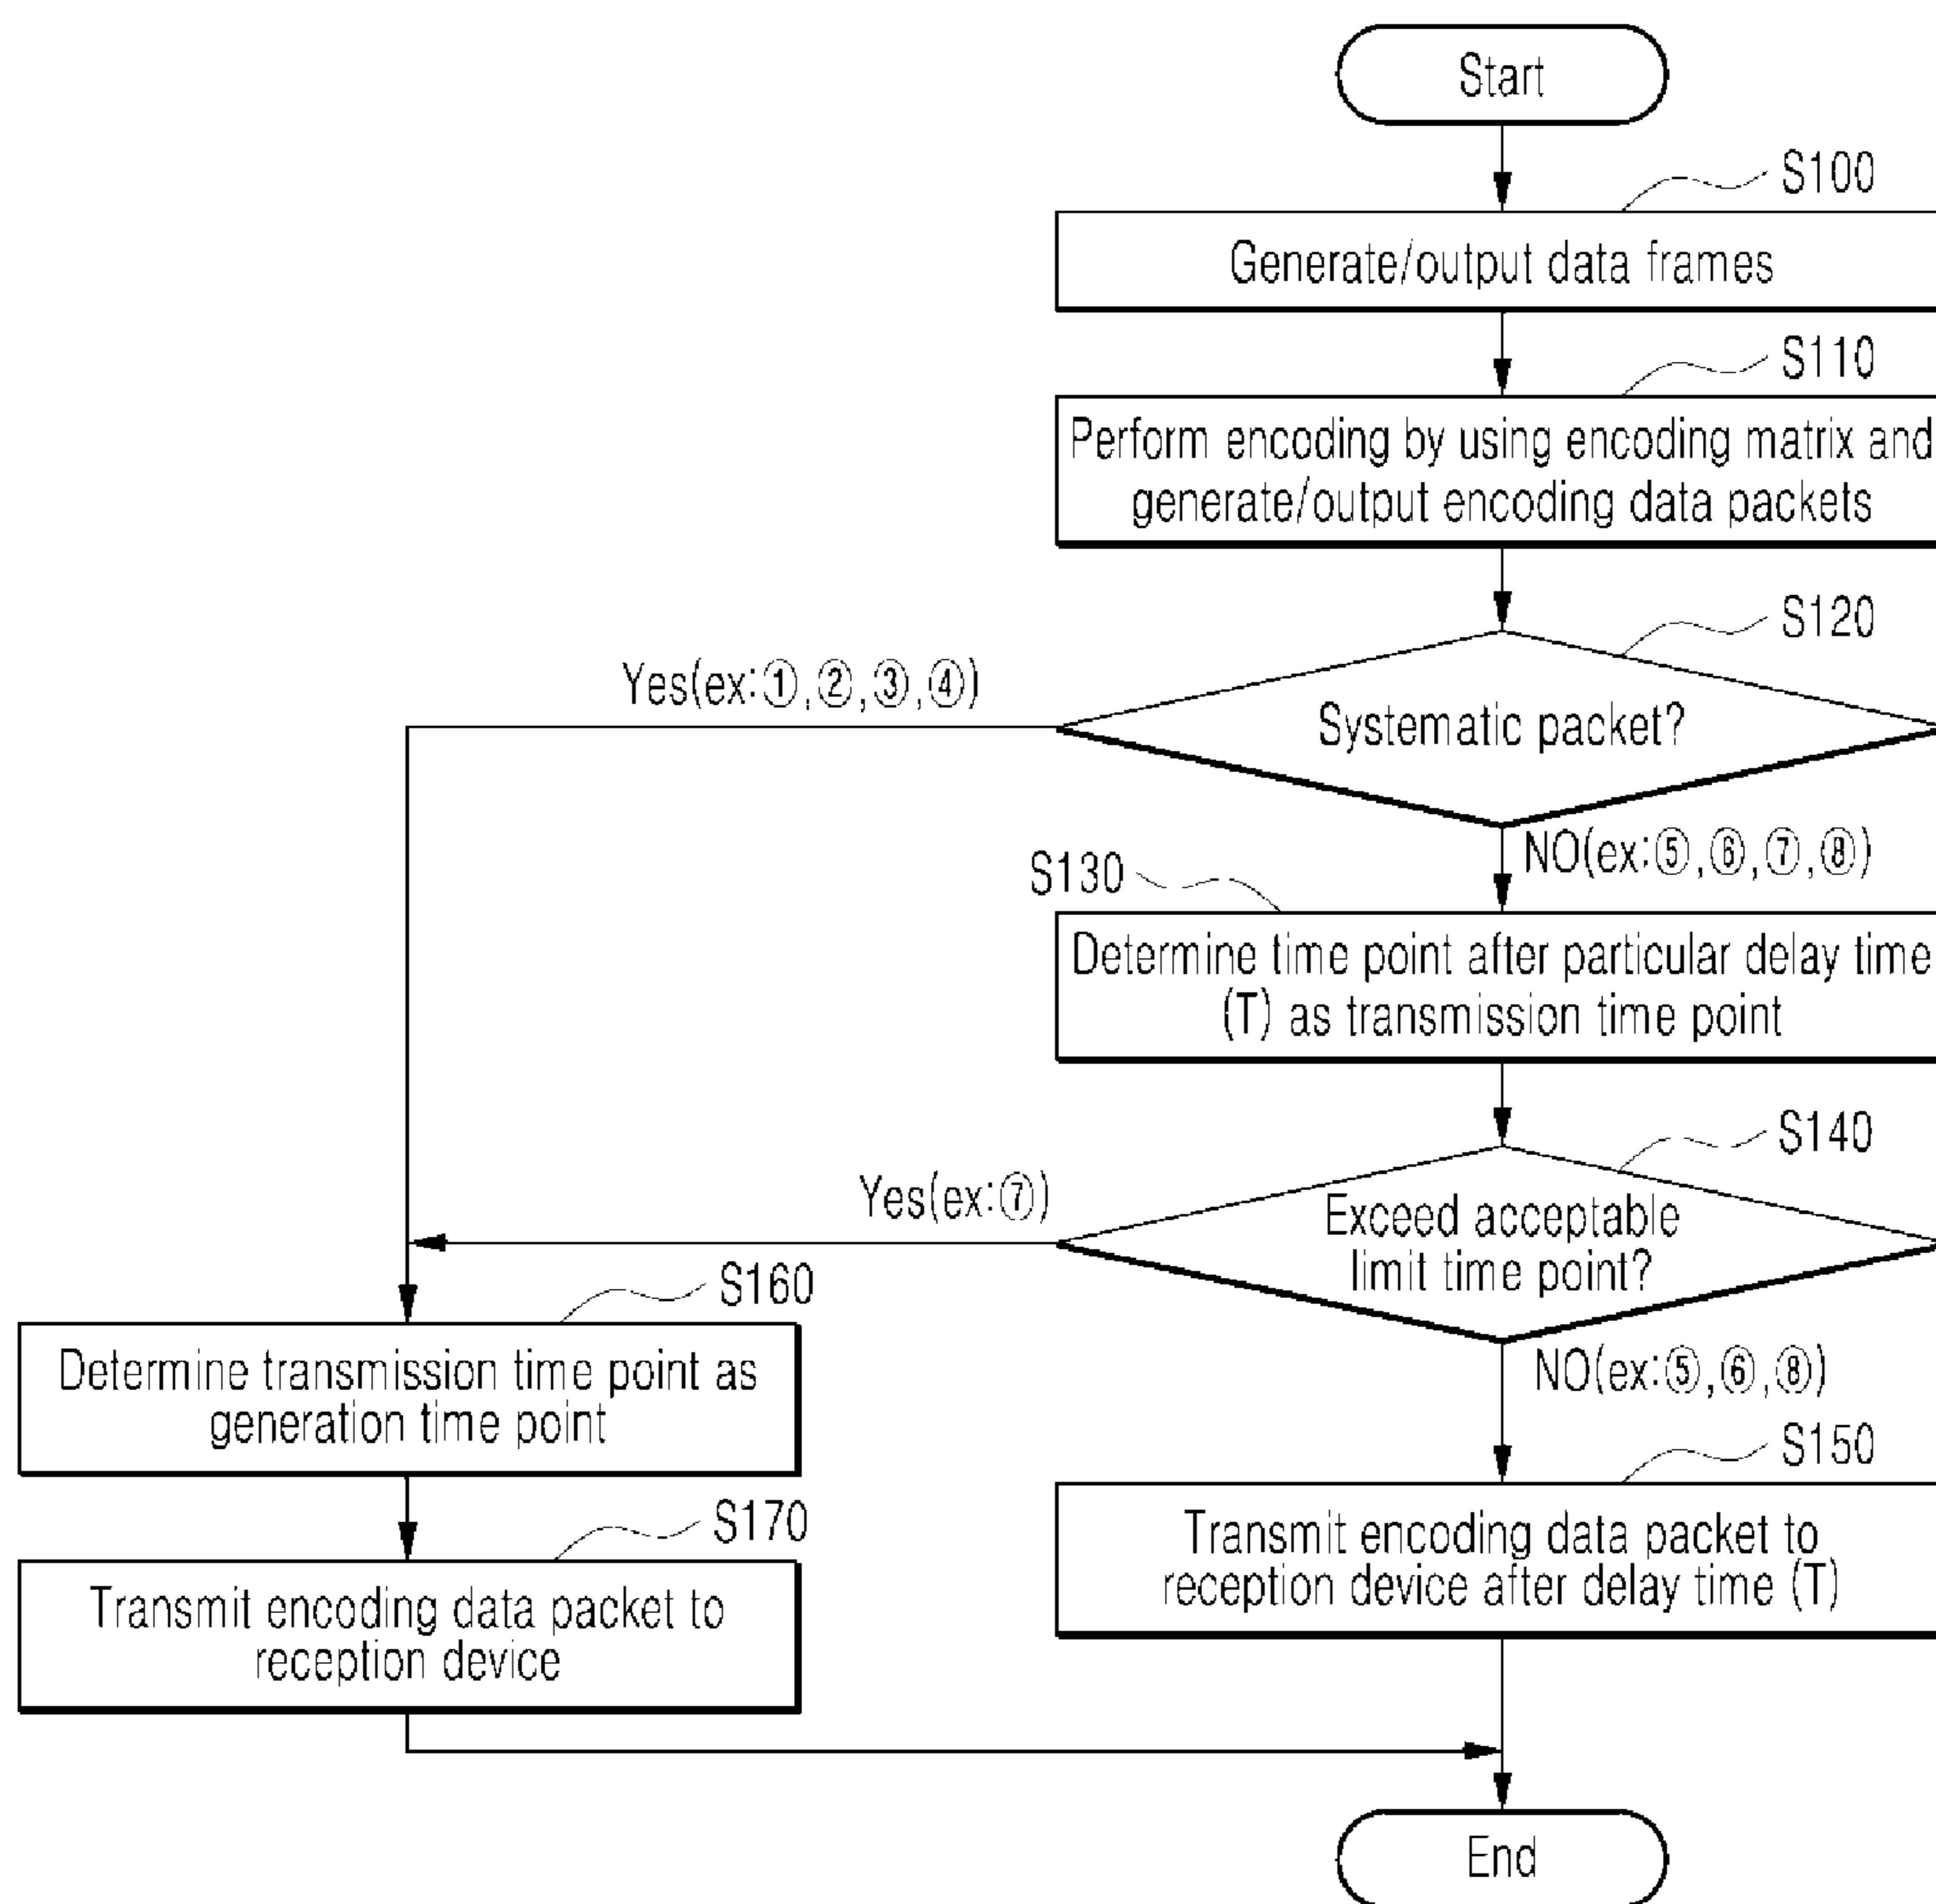 Start
S100
Generate/output data frames
S110
Perform encoding by using encoding matrix and
generate/output encoding data packets
S120
Yes(ex:①,②,③,④)
Systematic packet?
NO(ex:⑤,⑥,⑦,⑧)
S130
Determine time point after particular delay time
(T) as transmission time point
S140
Yes(ex:⑦)
Exceed acceptable
limit time point?
S160
Determine transmission time point as
generation time point
NO(ex:⑤,⑥,⑧)
S150
Transmit encoding data packet to
reception device after delay time (T)
S170
Transmit encoding data packet to
reception device
End